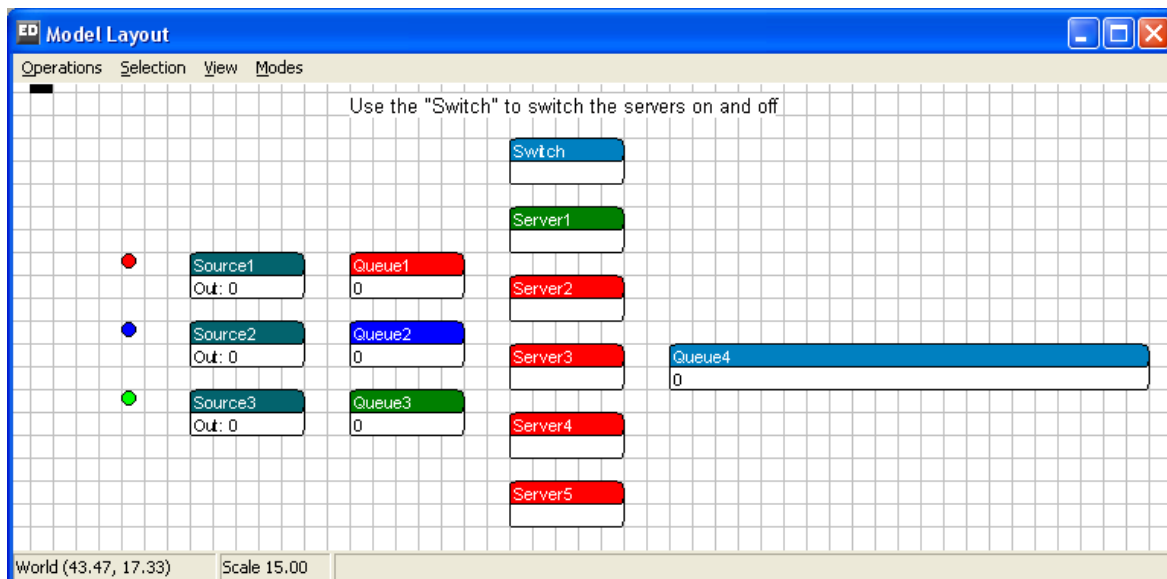 ED Model Layout
Operations Selection View Modes
Use the "Switch" to switch the servers on and off
Switch
Server1
Source1 Queue1
Out: 0 0
Server2
Source2 Queue2
Out: 0 0
Server3 Queue4
0
Source3 Queue3
Out: 0 0
Server4
Server5
World (43.47, 17.33) Scale 15.00